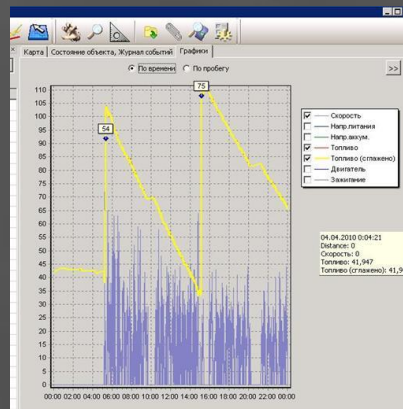 Карта Состояние объекта, Журнал событий Графики
По времени По пробегу >>
110
105
100
95
90
85
80
75
70
65
60
55
50
45
40
35
30
25
20
15
10
5
0
54
75
00:00 02:00 04:00 06:00 08:00 10:00 12:00 14:00 16:00 18:00 20:00 22:00 00:00
Скорость
Напр.питания
Напр.аккум.
Топливо
Топливо (сглажено)
Двигатель
Зажигание
04.04.2010 0:04:21
Distance: 0
Скорость: 0
Топливо: 41,947
Топливо (сглажено): 41,9